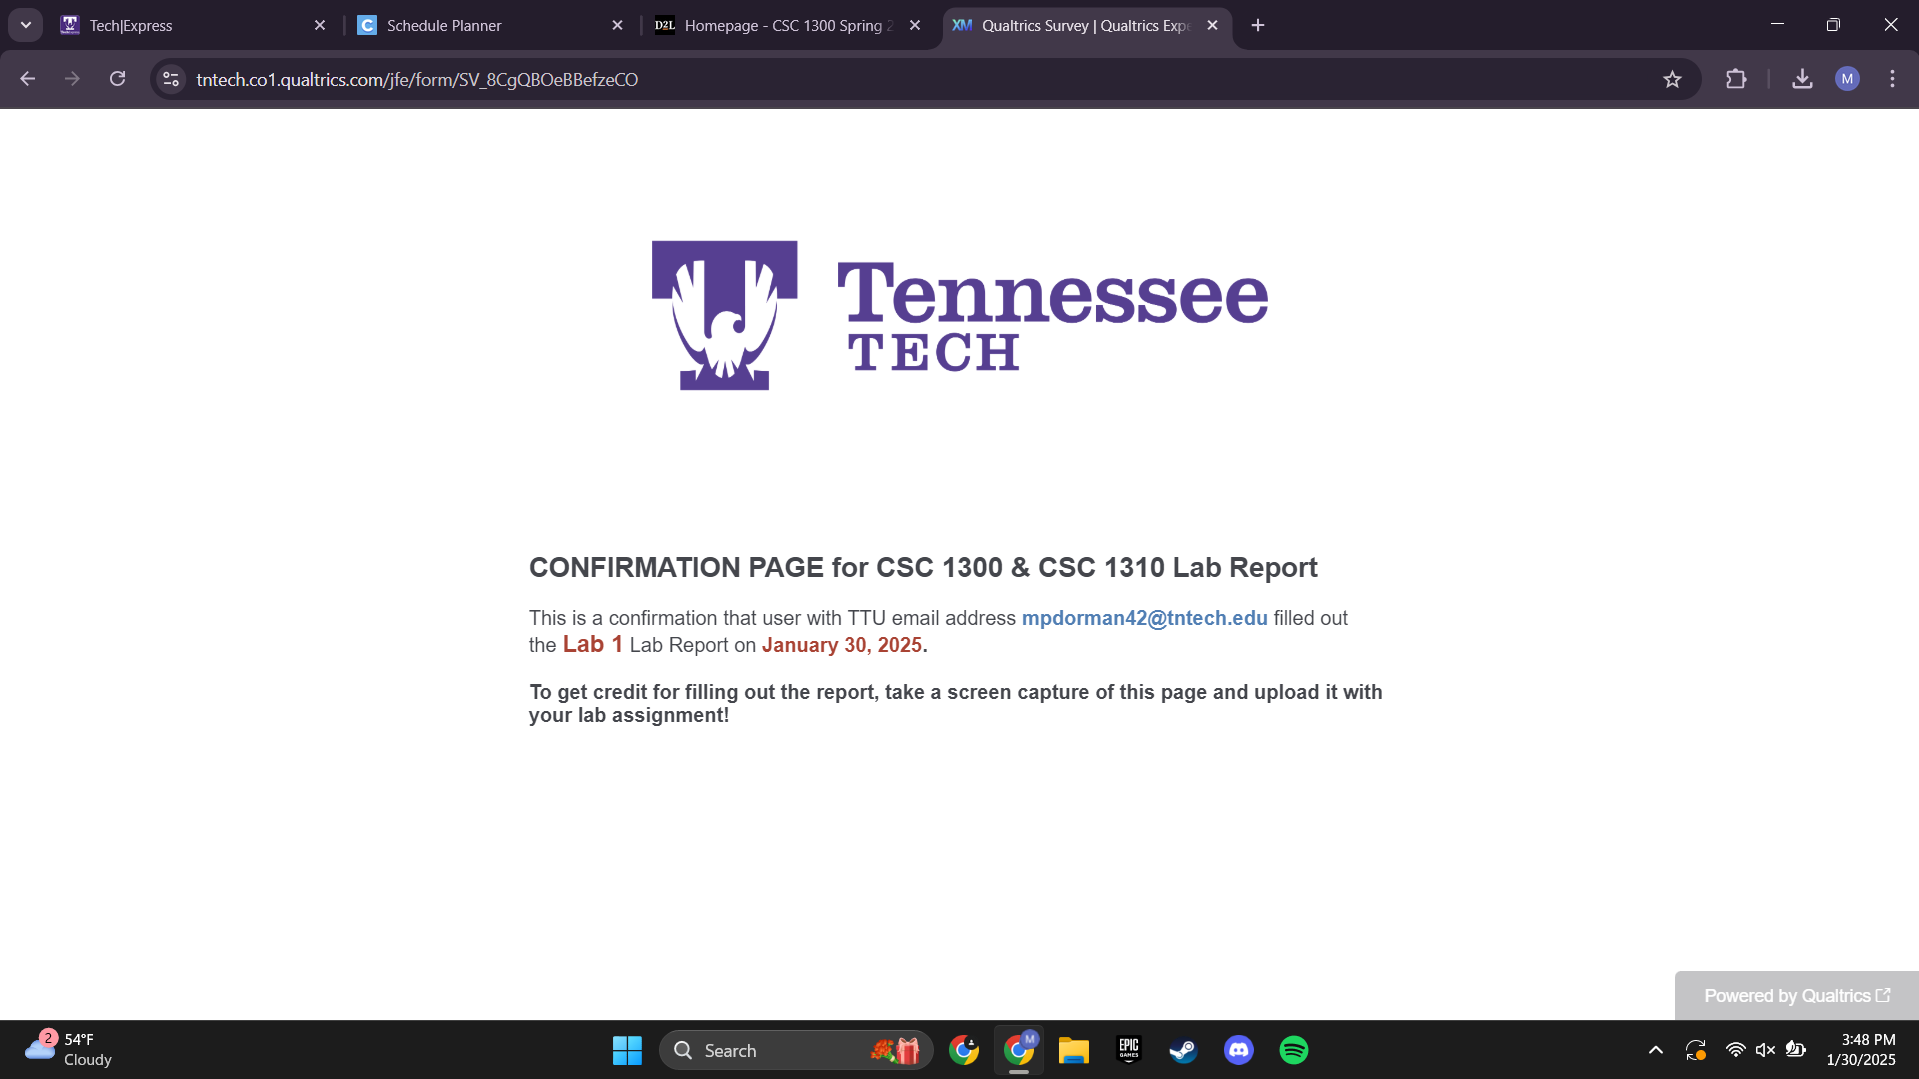 Tech|Express
Schedule Planner
D2L Homepage - CSC 1300 Spring 2
XM Qualtrics Survey | Qualtrics Expe
tntech.co1.qualtrics.com/jfe/form/SV_8CgQBOeBBefzeCO
M
Tennessee
TECH
CONFIRMATION PAGE for CSC 1300 & CSC 1310 Lab Report
This is a confirmation that user with TTU email address mpdorman42@tntech.edu filled out
the Lab 1 Lab Report on January 30, 2025.
To get credit for filling out the report, take a screen capture of this page and upload it with
your lab assignment!
Powered by Qualtrics
2
54°F
Cloudy
Search
M
EPIC
GAMES
3:48 PM
1/30/2025